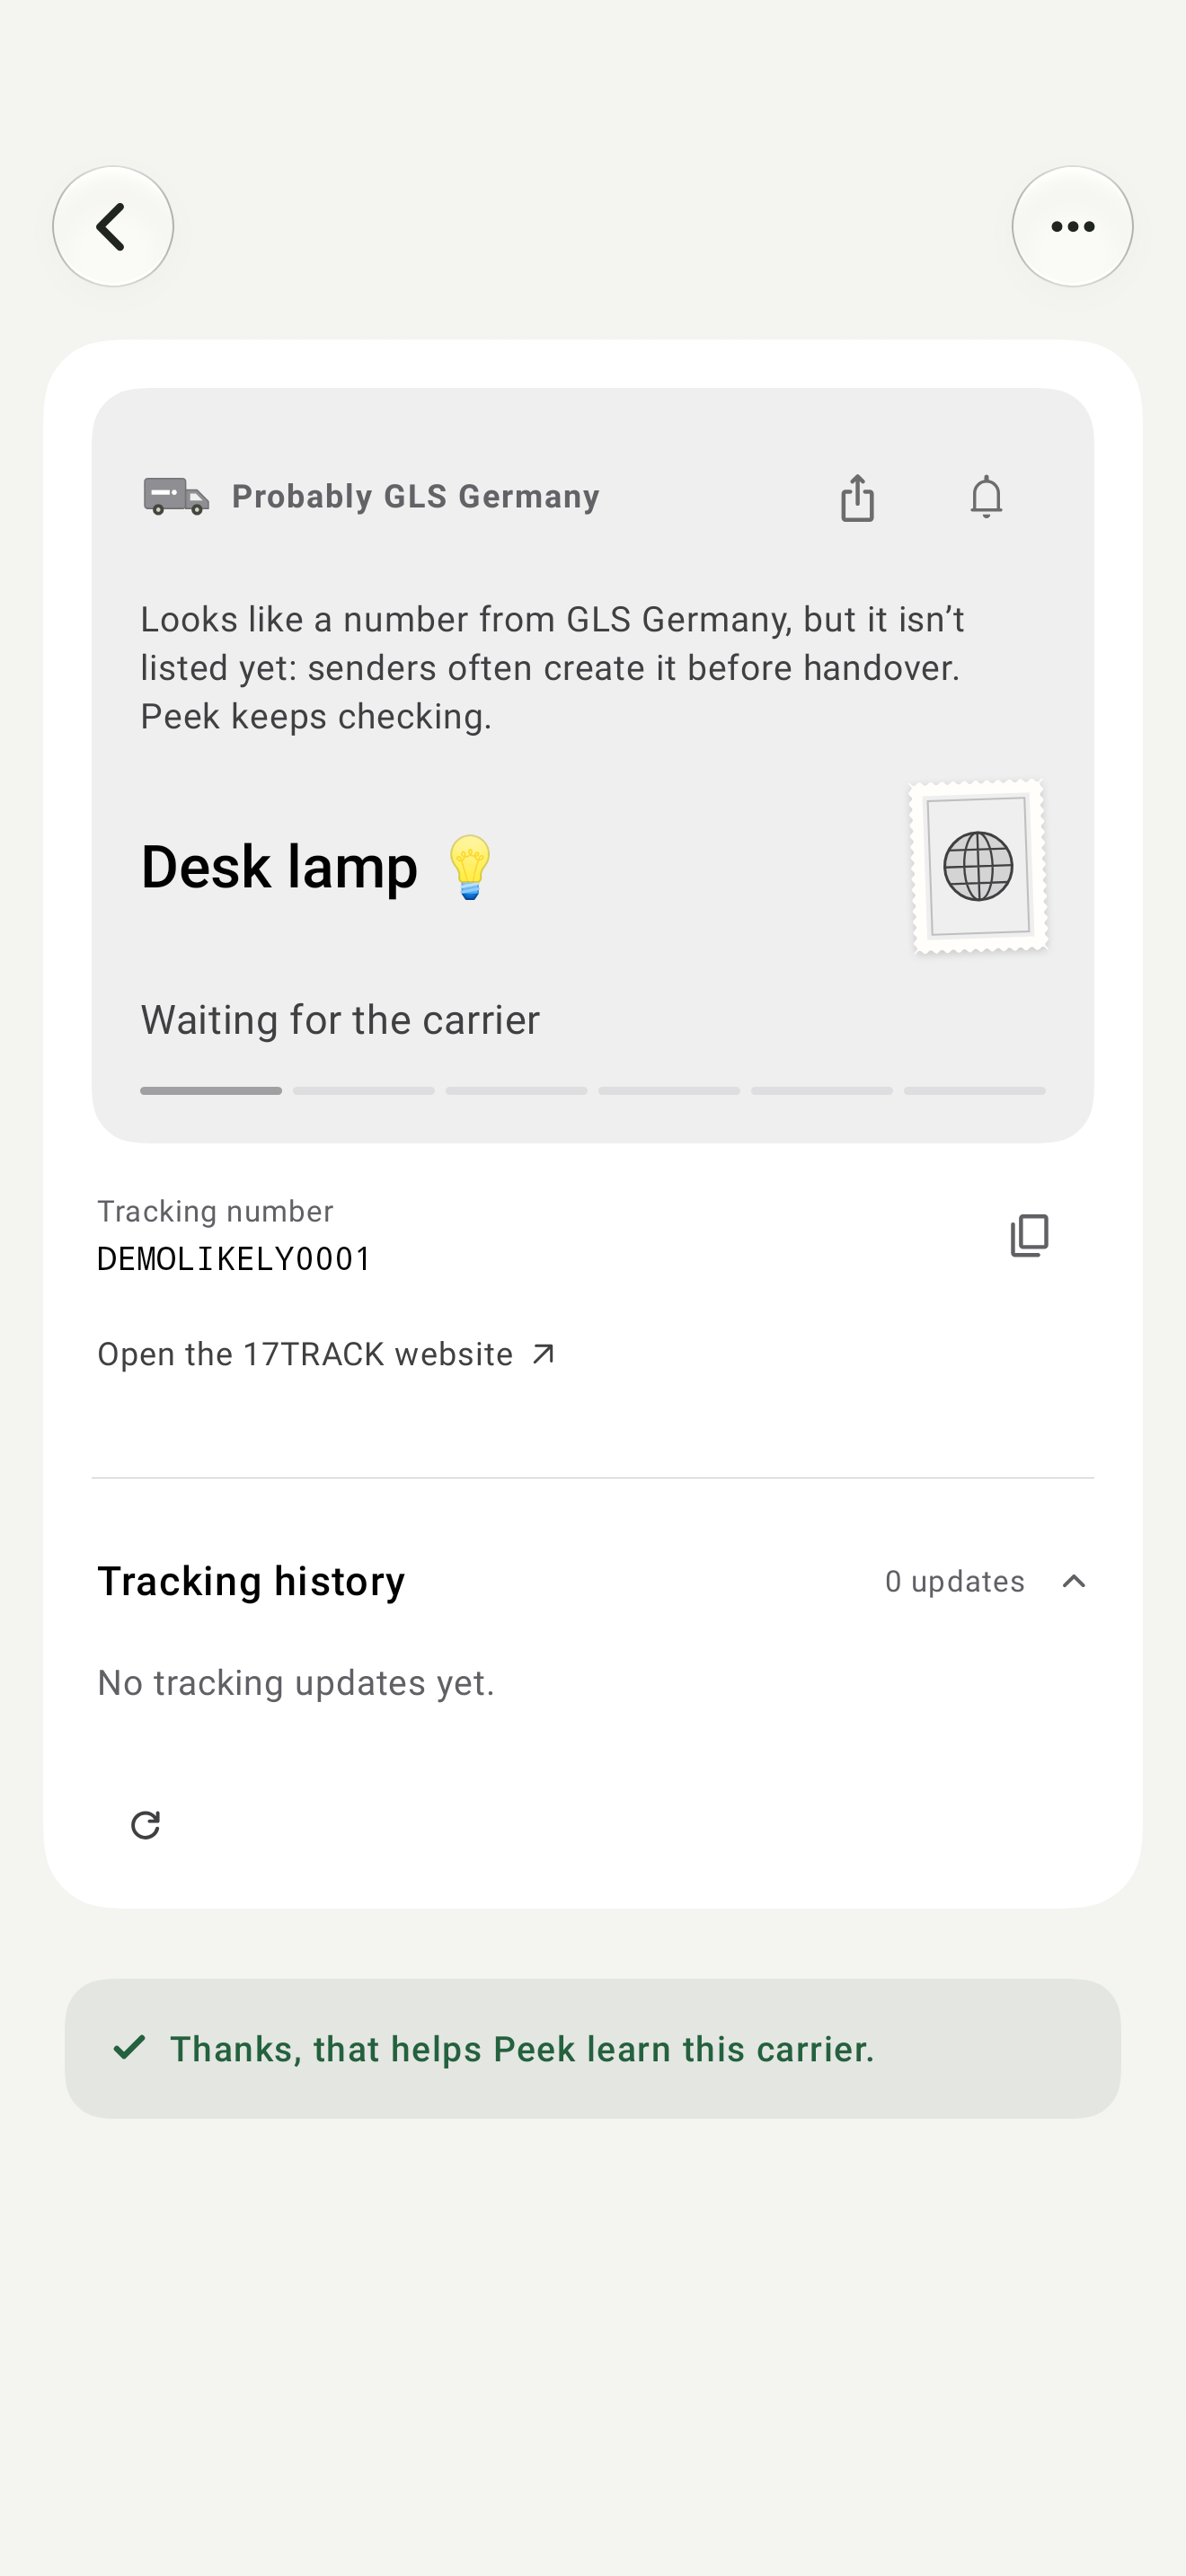 Probably GLS Germany
Looks like a number from GLS Germany, but it isn’t
listed yet: senders often create it before handover.
Peek keeps checking.
Desk lamp 💡
Waiting for the carrier
Tracking number
DEMOLIKELY0001
Open the 17TRACK website
Tracking history
0 updates
No tracking updates yet.
Thanks, that helps Peek learn this carrier.